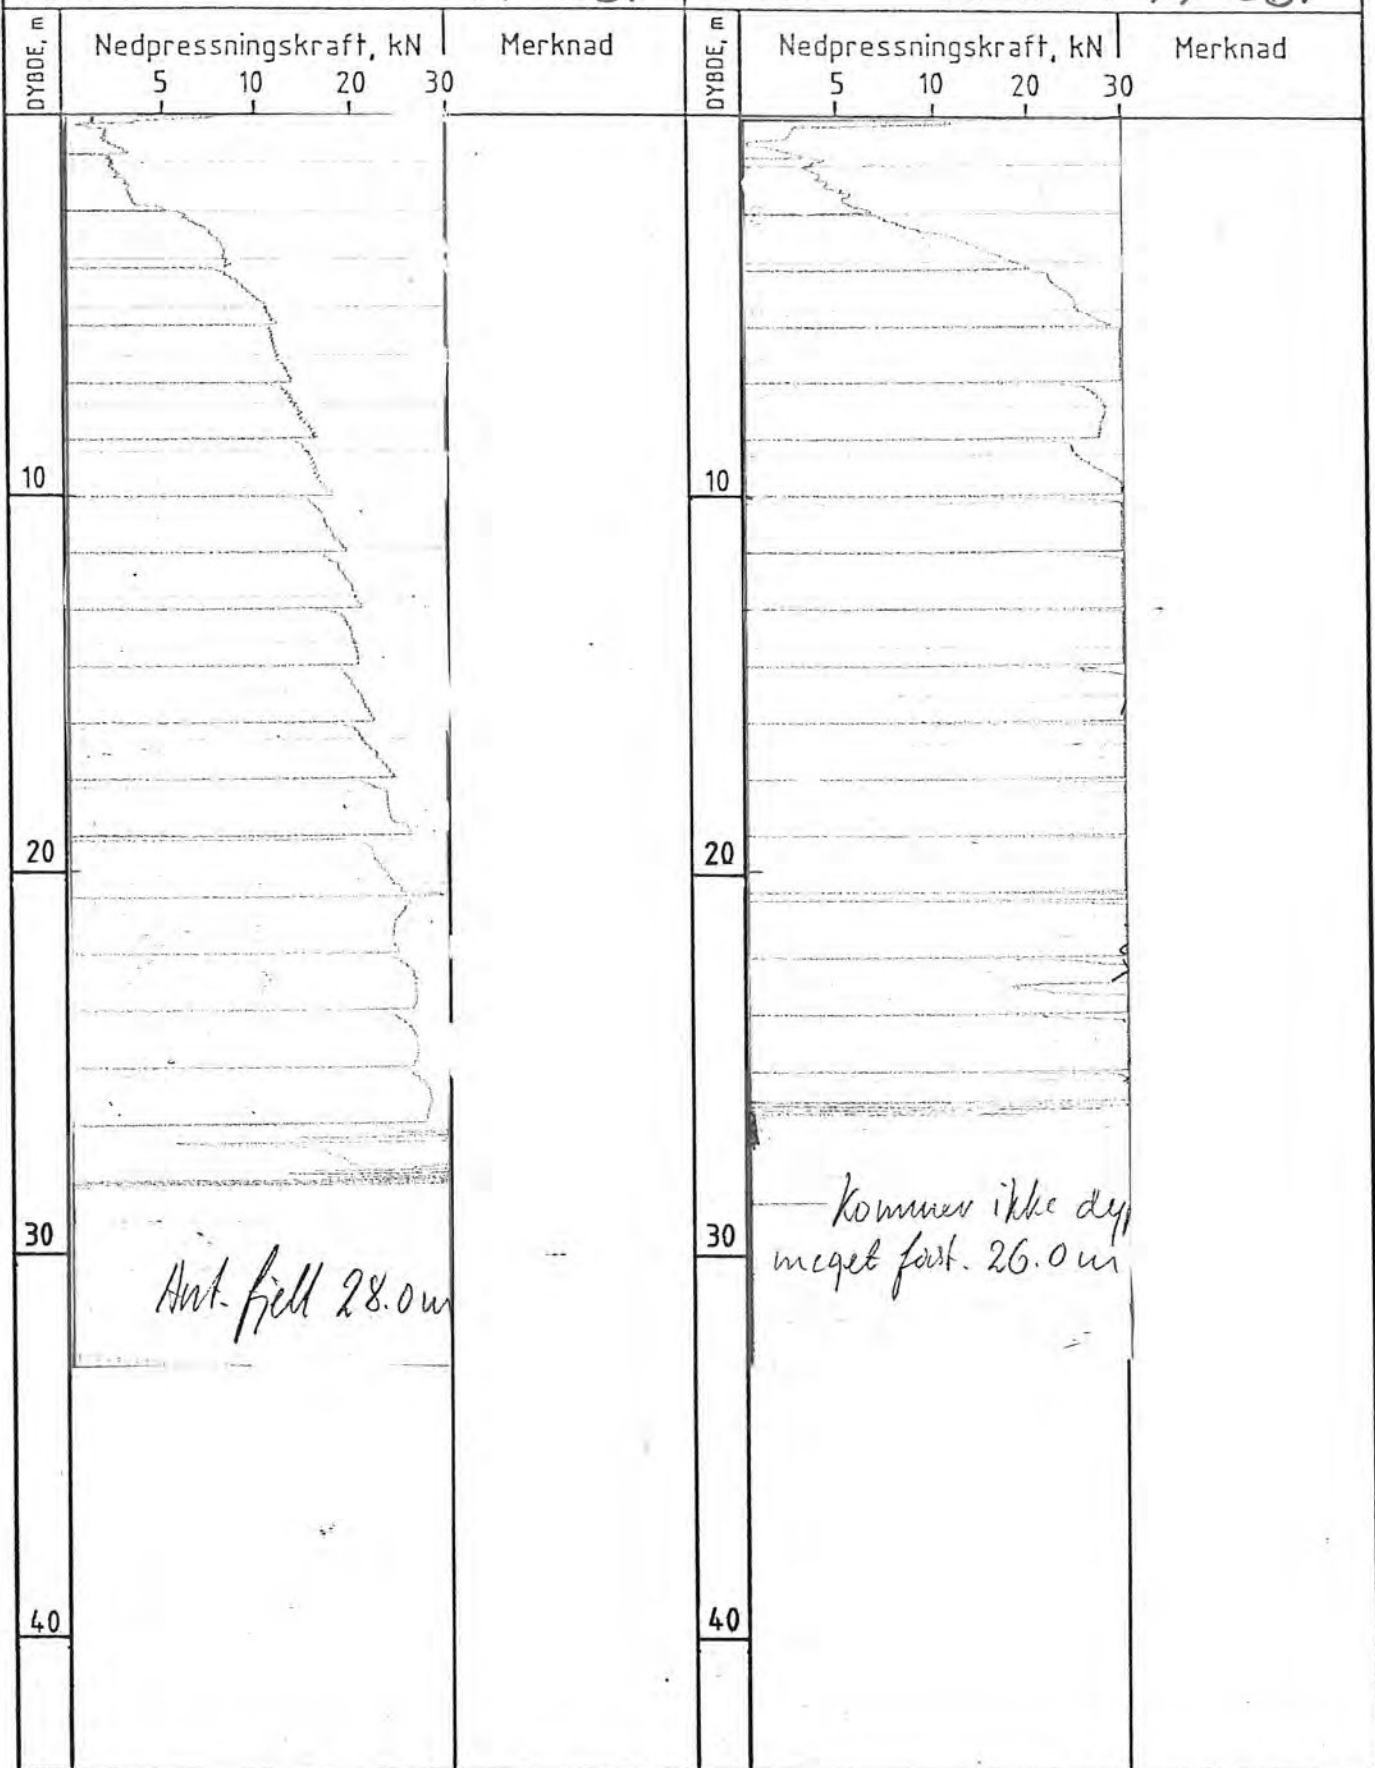 DYBDE, m
Nedpressningskraft, kN
Merknad
5 10 20 30
10
20
30
40
Ant. fjell 28.0 m
DYBDE, m
Nedpressningskraft, kN
Merknad
5 10 20 30
10
20
30
40
Kommer ikke dyp
meget fast. 26.0 m